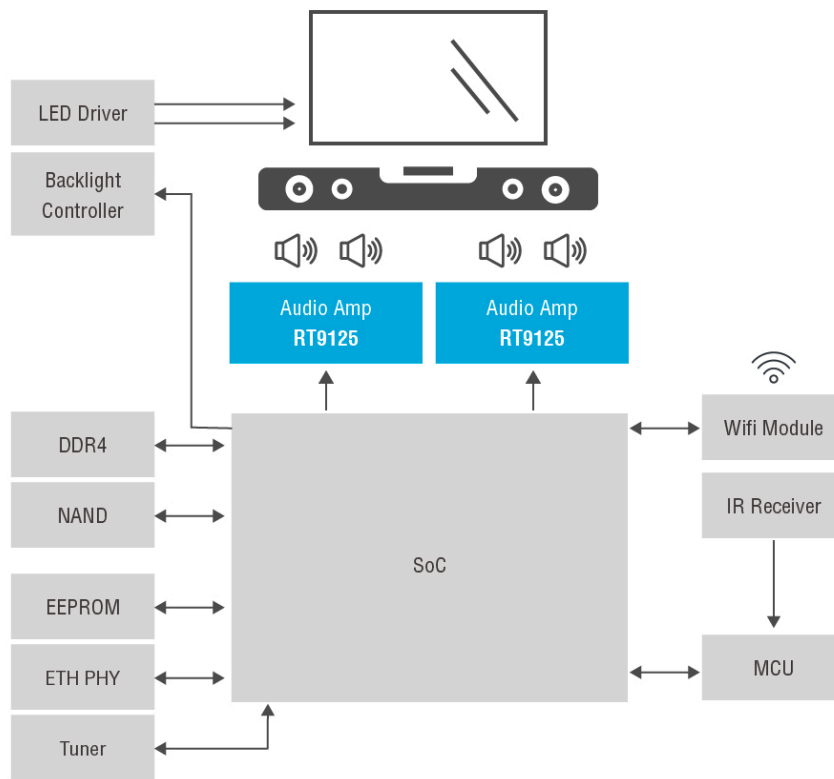 LED Driver
Backlight
Controller
Audio Amp
RT9125
Audio Amp
RT9125
DDR4
NAND
EEPROM
ETH PHY
Tuner
SoC
Wifi Module
IR Receiver
MCU